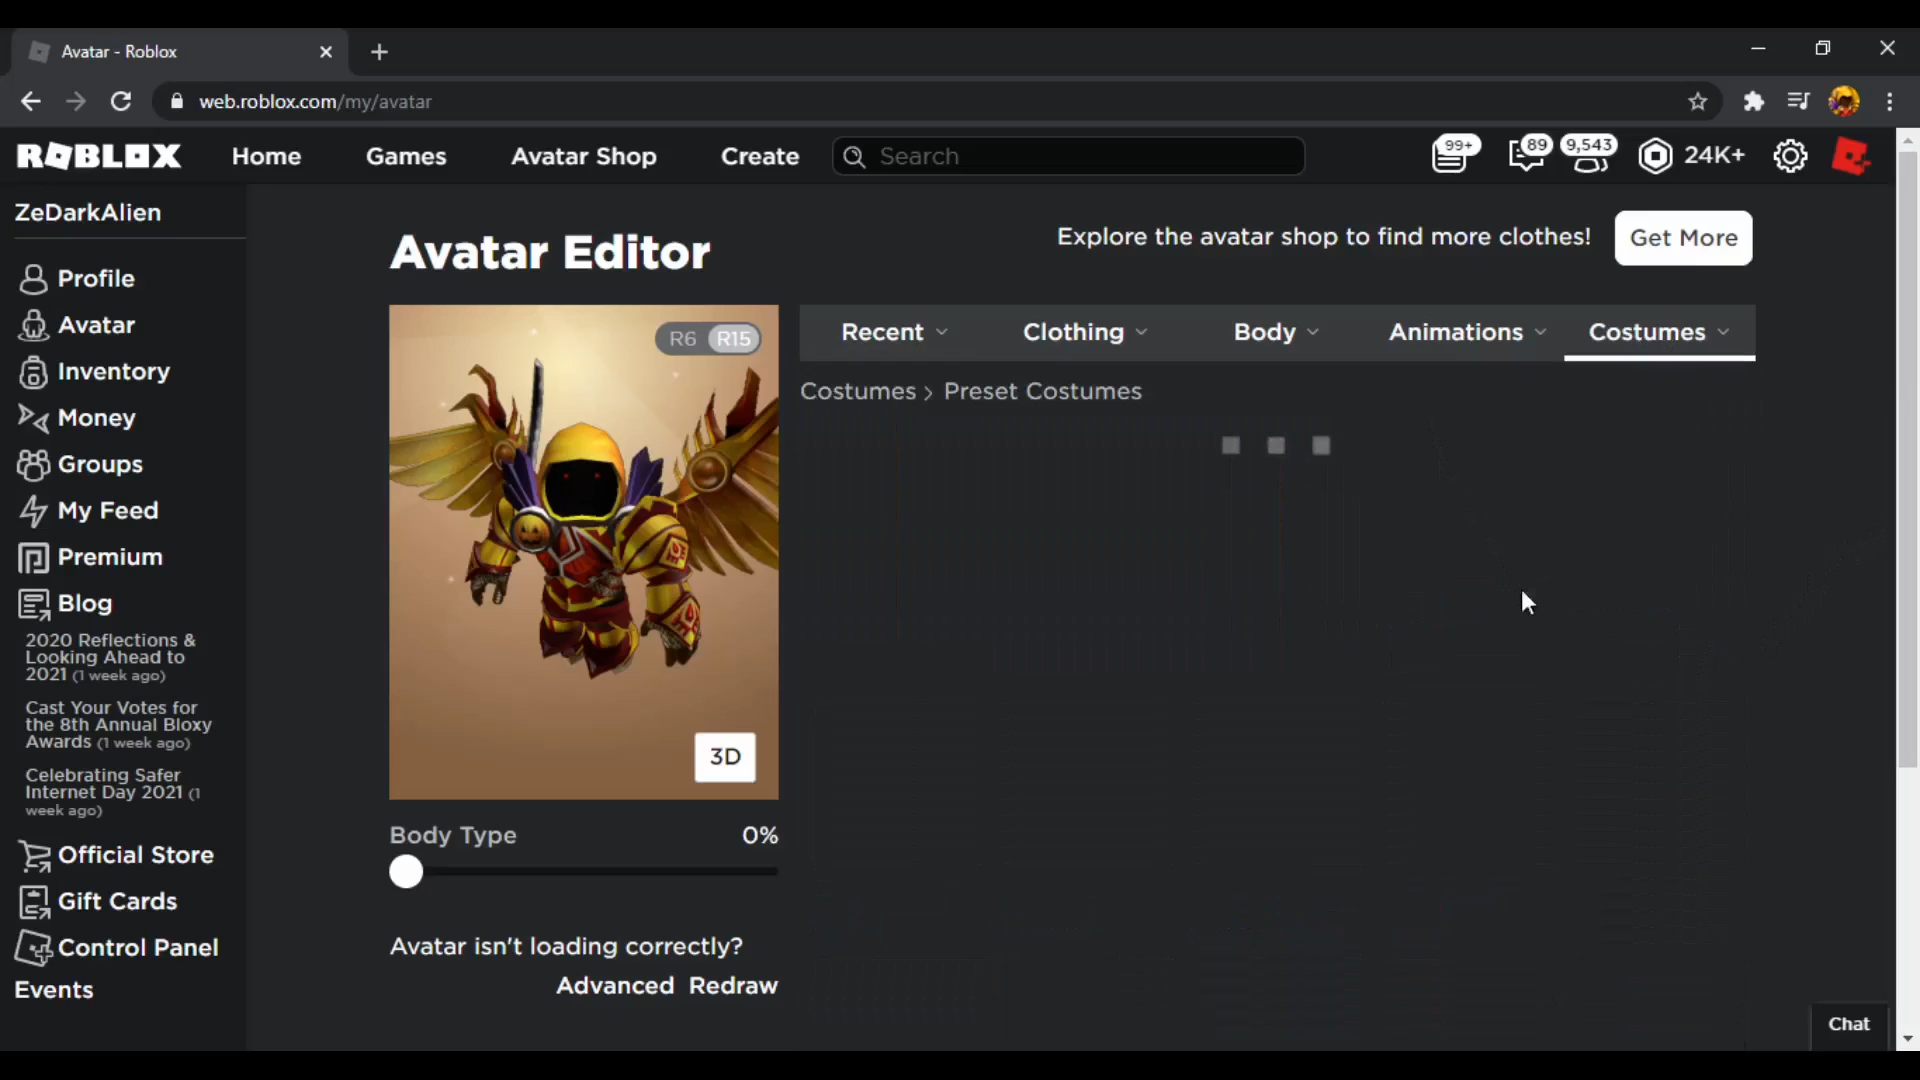 Avatar - Roblox
web.roblox.com/my/avatar
ROBLOX
Home
Games
Avatar Shop
Create
Search
99+
89
9,543
24K+
ZeDarkAlien
Profile
Avatar
Inventory
Money
Groups
My Feed
Premium
Blog
2020 Reflections &
Looking Ahead to
2021 (1 week ago)
Cast Your Votes for
the 8th Annual Bloxy
Awards (1 week ago)
Celebrating Safer
Internet Day 2021 (1
week ago)
Official Store
Gift Cards
Control Panel
Events
Avatar Editor
Explore the avatar shop to find more clothes!
Get More
R6
R15
3D
Body Type
0%
Avatar isn't loading correctly?
Advanced
Redraw
Recent
Clothing
Body
Animations
Costumes
Costumes > Preset Costumes
Chat